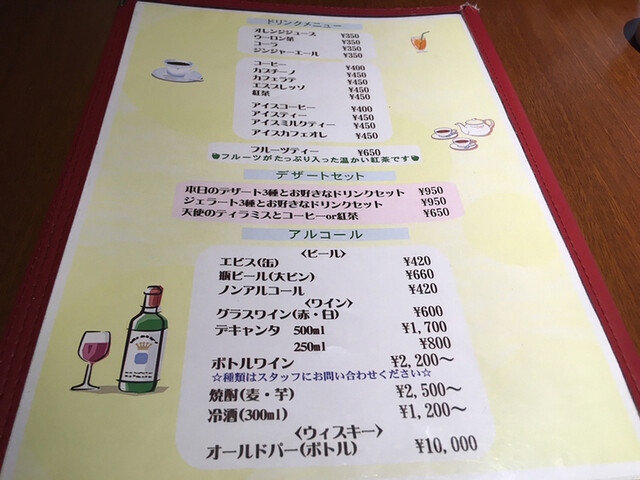 ドリンクメニュー
オレンジジュース ¥350
ウーロン茶 ¥350
コーラ ¥350
ジンジャーエール ¥350
コーヒー ¥400
カプチーノ ¥450
カフェラテ ¥450
エスプレッソ ¥450
紅茶 ¥450
アイスコーヒー ¥400
アイスティー ¥450
アイスミルクティー ¥450
アイスカフェオレ ¥450
フルーツティー ¥650
フルーツがたっぷり入った温かい紅茶です
デザートセット
本日のデザート3種とお好きなドリンクセット ¥950
ジェラート3種とお好きなドリンクセット ¥950
天使のティラミスとコーヒーor紅茶 ¥650
アルコール
〈ビール〉
エビス(缶) ¥420
瓶ビール(大ビン) ¥660
ノンアルコール ¥420
〈ワイン〉
グラスワイン(赤・白) ¥600
デキャンタ 500ml ¥1,700
250ml ¥800
ボトルワイン ¥2,200～
☆種類はスタッフにお問い合わせください☆
焼酎(麦・芋) ¥2,500～
冷酒(300ml) ¥1,200～
〈ウィスキー〉
オールドパー(ボトル) ¥10,000